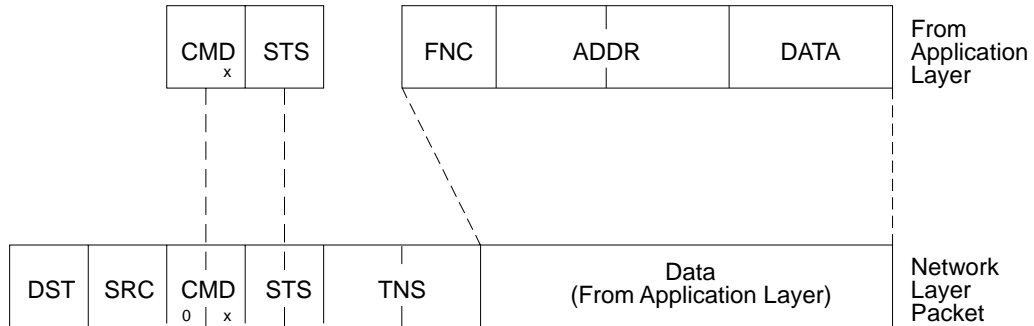 CMD STS FNC ADDR DATA
x
From
Application
Layer
DST SRC CMD STS TNS
0 x
Data
(From Application Layer)
Network
Layer
Packet